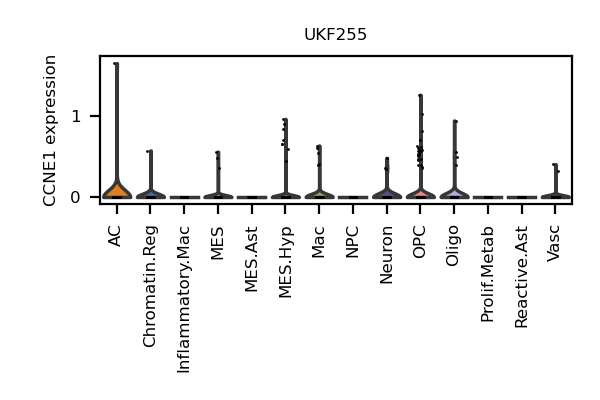 UKF255
CCNE1 expression
1
0
AC
Chromatin.Reg
Inflammatory.Mac
MES
MES.Ast
MES.Hyp
Mac
NPC
Neuron
OPC
Oligo
Prolif.Metab
Reactive.Ast
Vasc